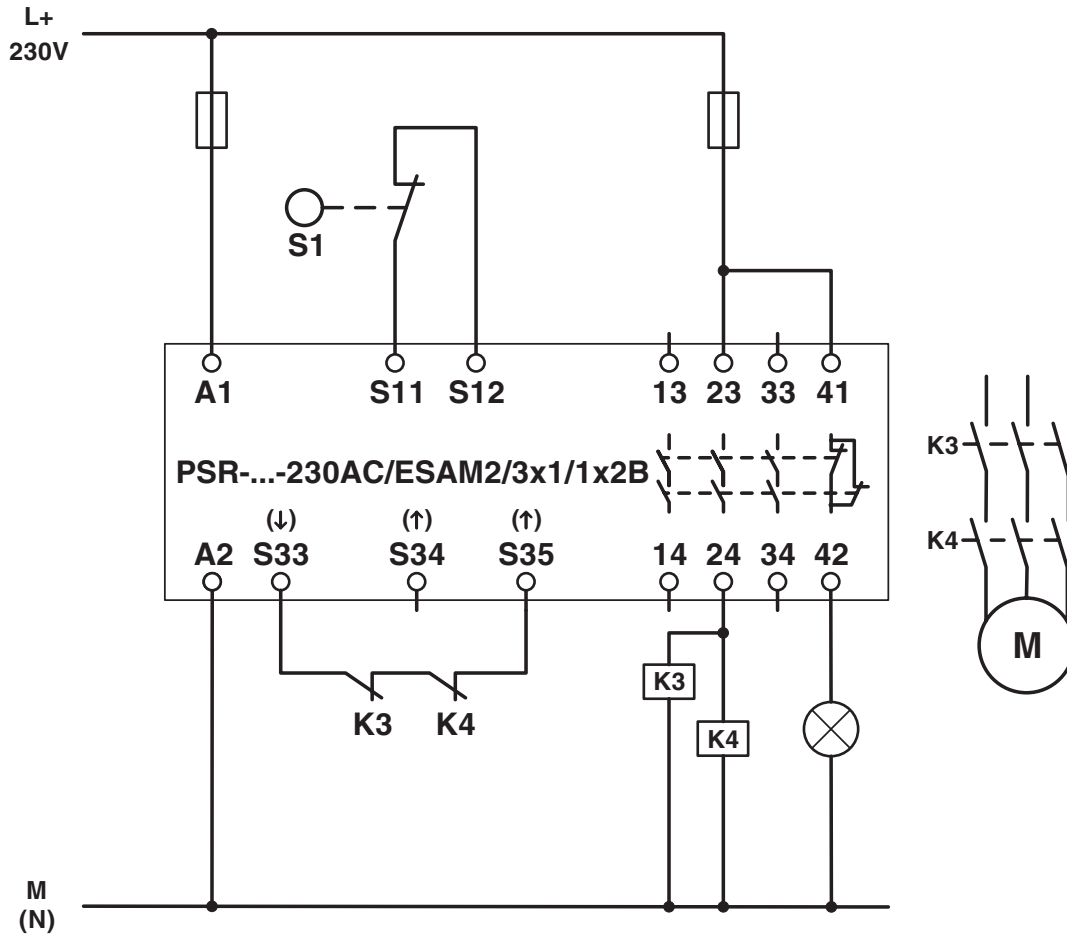 L+
230V
S1
A1 S11 S12 13 23 33 41
K3
PSR-...-230AC/ESAM2/3x1/1x2B
(↓) (↑) (↑)
A2 S33 S34 S35 14 24 34 42
K4
M
K3
K3 K4
K4
M
(N)